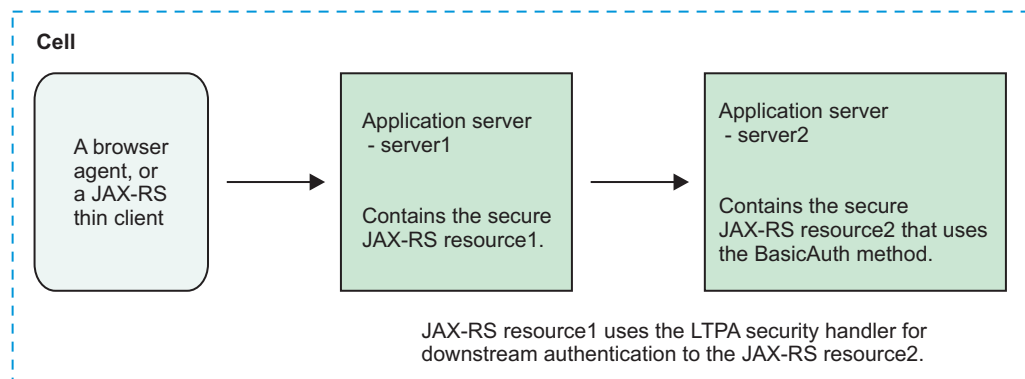 Cell
A browser
agent, or
a JAX-RS
thin client
Application server
- server1
Contains the secure
JAX-RS resource1.
Application server
- server2
Contains the secure
JAX-RS resource2 that uses
the BasicAuth method.
JAX-RS resource1 uses the LTPA security handler for
downstream authentication to the JAX-RS resource2.